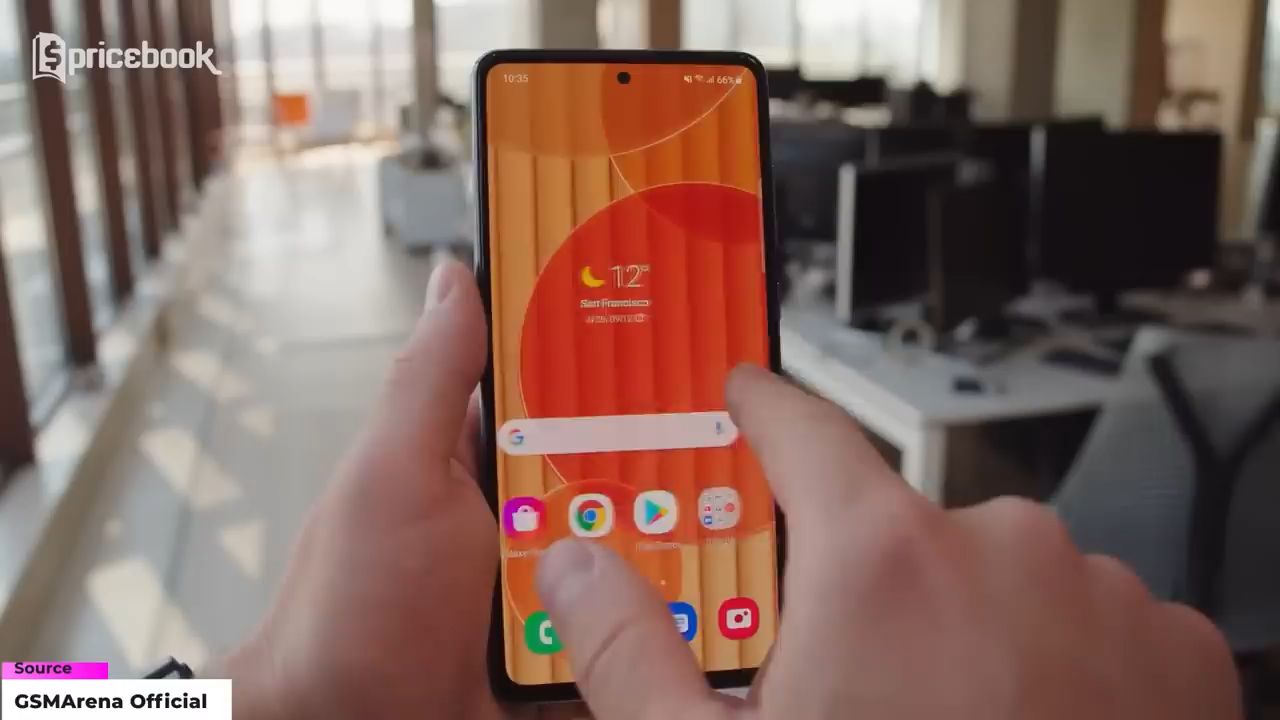 pricebook
10:35
66%
12°
San Francisco
Source
GSMArena Official